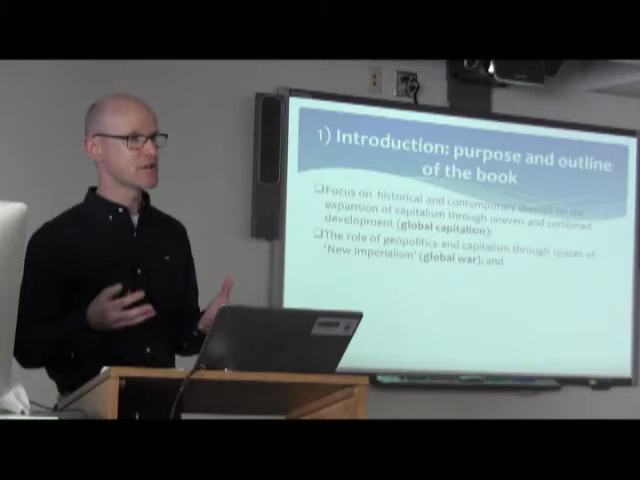 1) Introduction: purpose and outline
of the book
❑Focus on historical and contemporary themes on the
expansion of capitalism through uneven and combined
development (global capitalism);
❑The role of geopolitics and capitalism through spaces of
'New Imperialism' (global war); and